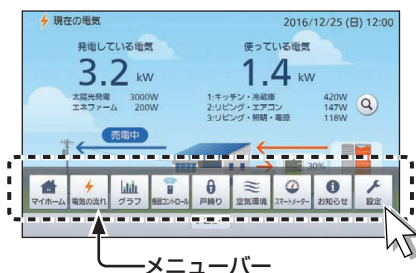 現在の電気 2016/12/25 (日) 12:00
発電している電気 使っている電気
3.2 kW 1.4 kW
太陽光発電 3000W 1:キッチン・冷蔵庫 420W
エネファーム 200W 2:リビング・エアコン 147W
3:リビング・照明・電源 118W
売電中
30%
マイホーム 電気の流れ グラフ 機器コントロール 戸締り 空気環境 スマートメーター お知らせ 設定
メニューバー